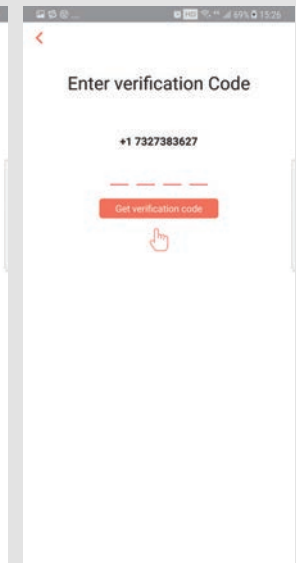 69% 15:26
Enter verification Code
+1 7327383627
Get verification code